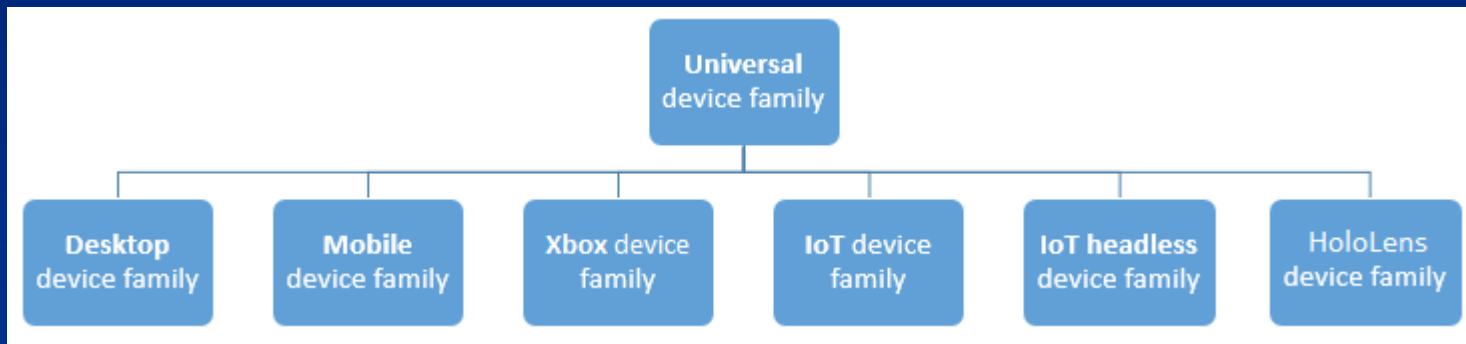 Universal
device family
Desktop
device family
Mobile
device family
Xbox device
family
IoT device
family
IoT headless
device family
HoloLens
device family